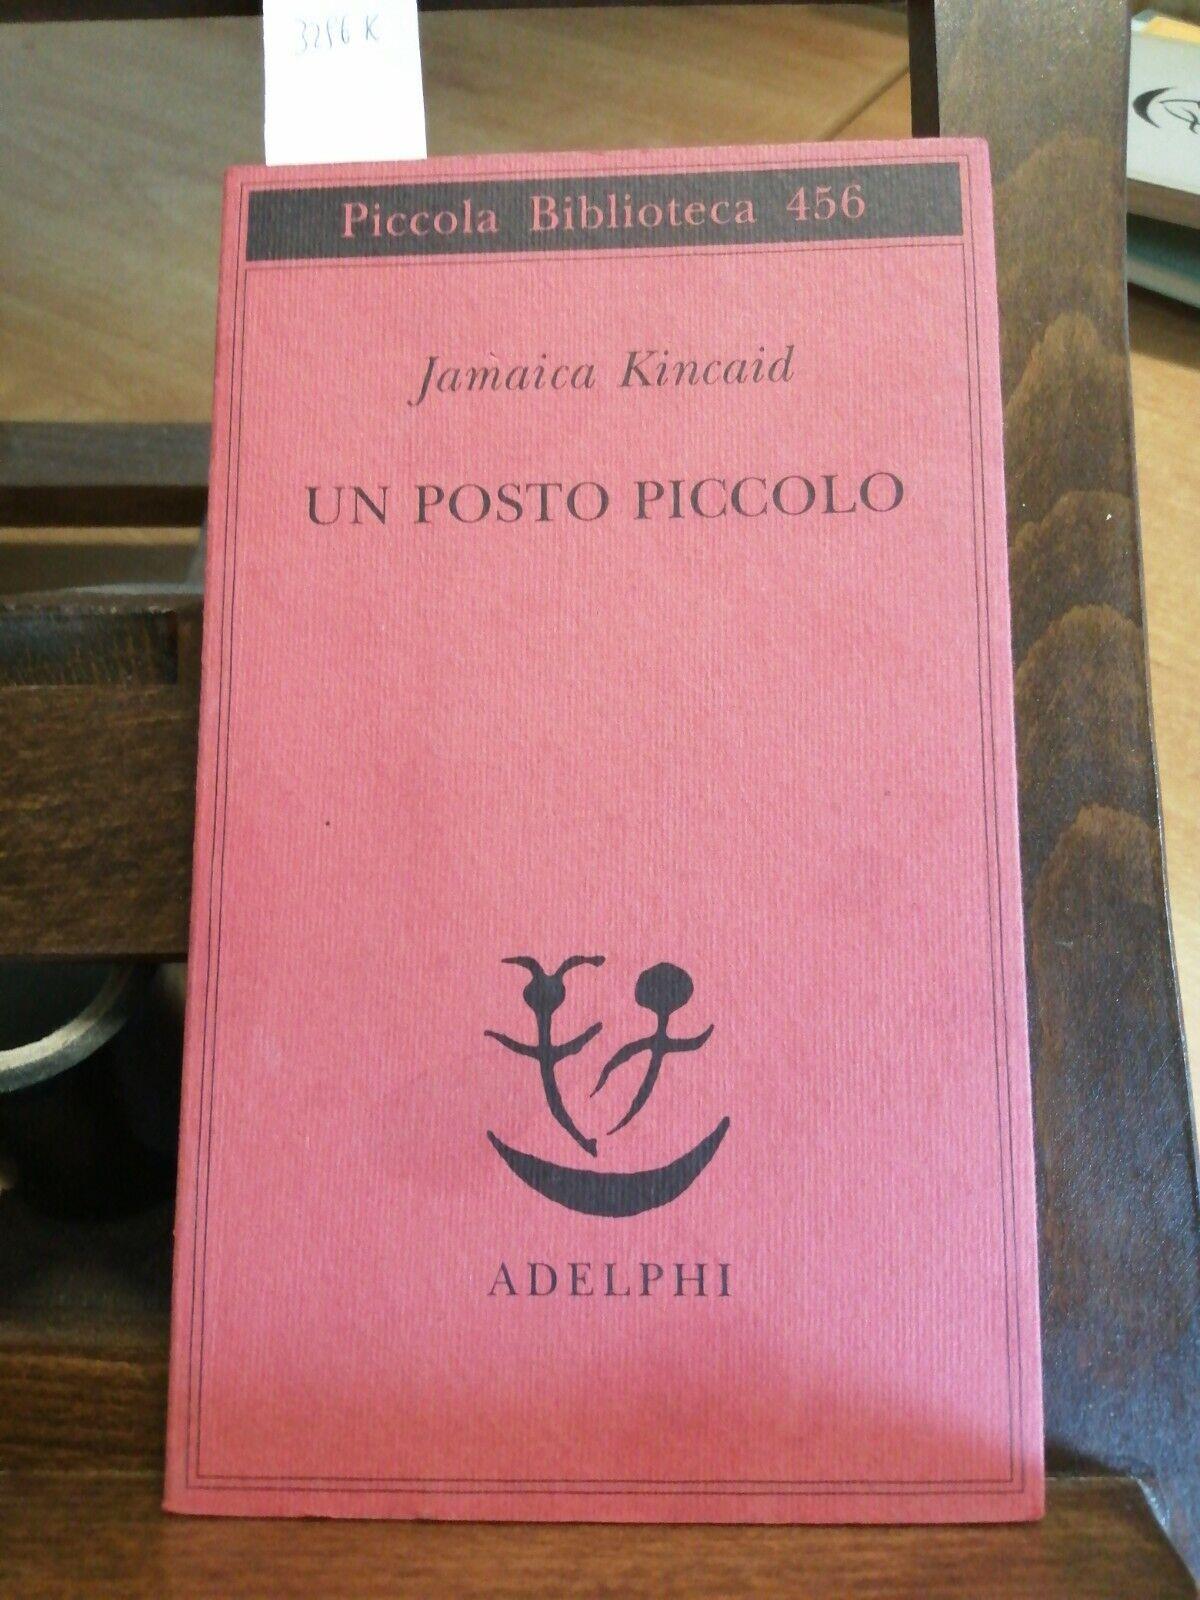 3256 K
Piccola Biblioteca 456
Jamaica Kincaid
UN POSTO PICCOLO
ADELPHI